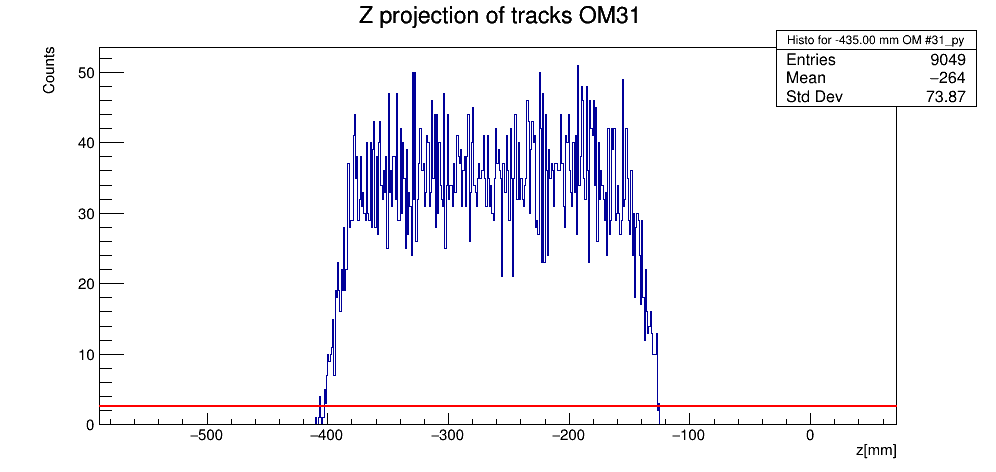 Z projection of tracks OM31
Histo for -435.00 mm OM #31_py
Entries 9049
Mean −264
Std Dev 73.87
Counts
50
40
30
20
10
0
−500 −400 −300 −200 −100 0
z[mm]